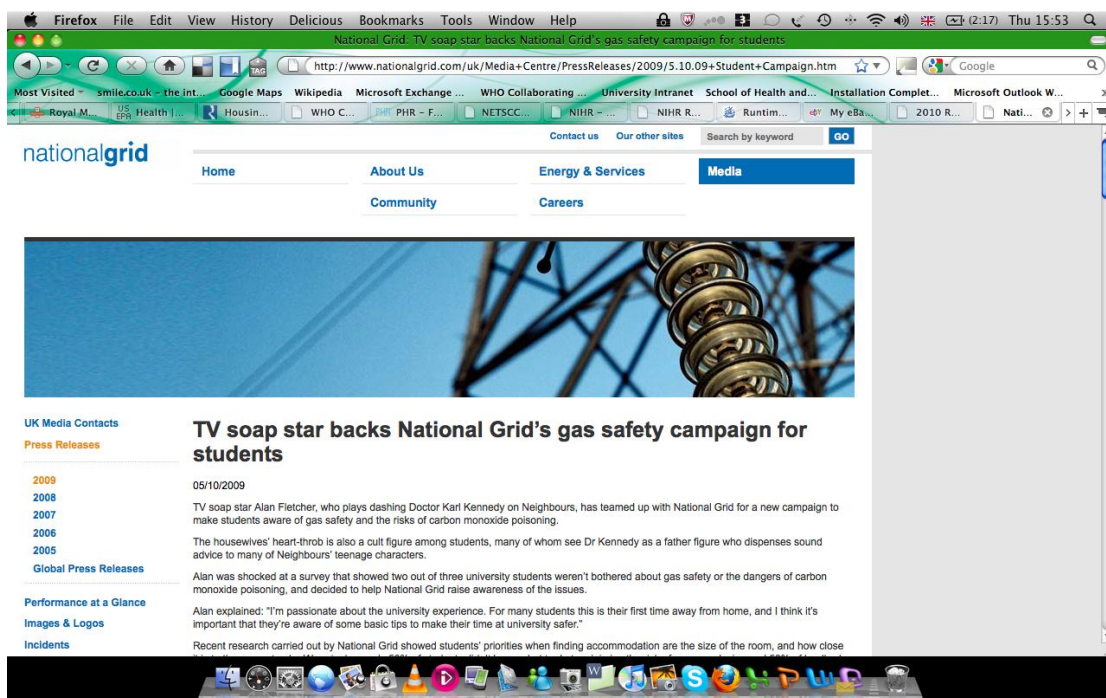 Firefox File Edit View History Delicious Bookmarks Tools Window Help (2:17) Thu 15:53
National Grid: TV soap star backs National Grid's gas safety campaign for students
http://www.nationalgrid.com/uk/Media+Centre/PressReleases/2009/5.10.09+Student+Campaign.htm Google
Most Visited smile.co.uk – the int... Google Maps Wikipedia Microsoft Exchange ... WHO Collaborating ... University Intranet School of Health and... Installation Complet... Microsoft Outlook W...
Royal M... US EPA Health |... Housin... WHO C... PHR – F... NETSCC... NIHR – ... NIHR R... Runtim... My eBa... 2010 R... Nati...
Contact us Our other sites Search by keyword GO
nationalgrid
Home About Us Energy & Services Media
Community Careers
UK Media Contacts
Press Releases
2009
2008
2007
2006
2005
Global Press Releases
Performance at a Glance
Images & Logos
Incidents
TV soap star backs National Grid's gas safety campaign for
students
05/10/2009
TV soap star Alan Fletcher, who plays dashing Doctor Karl Kennedy on Neighbours, has teamed up with National Grid for a new campaign to
make students aware of gas safety and the risks of carbon monoxide poisoning.
The housewives' heart-throb is also a cult figure among students, many of whom see Dr Kennedy as a father figure who dispenses sound
advice to many of Neighbours' teenage characters.
Alan was shocked at a survey that showed two out of three university students weren't bothered about gas safety or the dangers of carbon
monoxide poisoning, and decided to help National Grid raise awareness of the issues.
Alan explained: "I'm passionate about the university experience. For many students this is their first time away from home, and I think it's
important that they're aware of some basic tips to make their time at university safer."
Recent research carried out by National Grid showed students' priorities when finding accommodation are the size of the room, and how close